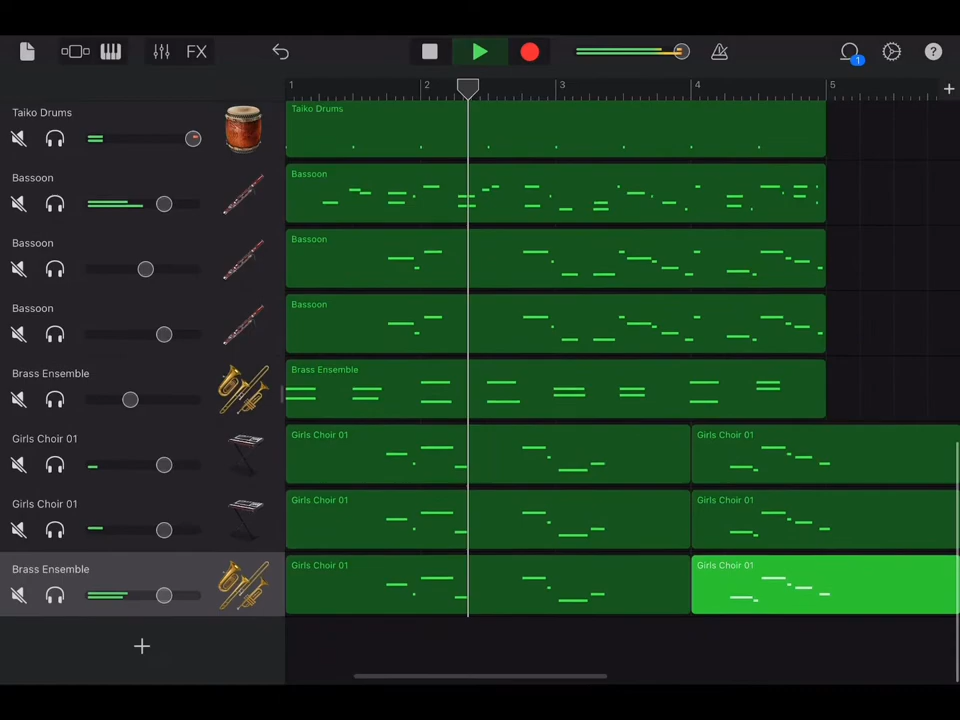 FX
1
?
1
2
3
4
5
+
Taiko Drums
Taiko Drums
Bassoon
Bassoon
Bassoon
Bassoon
Bassoon
Bassoon
Brass Ensemble
Brass Ensemble
Girls Choir 01
Girls Choir 01
Girls Choir 01
Girls Choir 01
Girls Choir 01
Girls Choir 01
Brass Ensemble
Girls Choir 01
Girls Choir 01
+